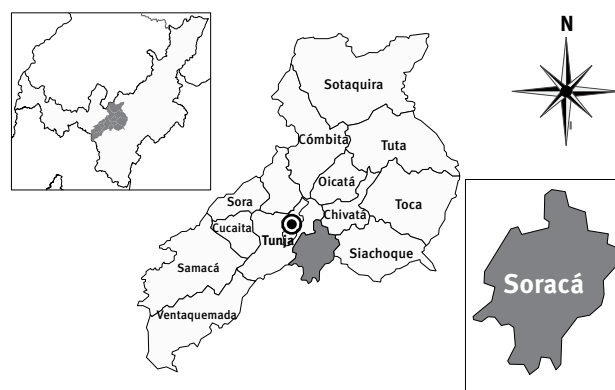 N
Sotaquira
Cómbita
Tuta
Oicatá
Sora
Toca
Chivatá
Cucaita
Tunja
Siachoque
Samacá
Soracá
Ventaquemada